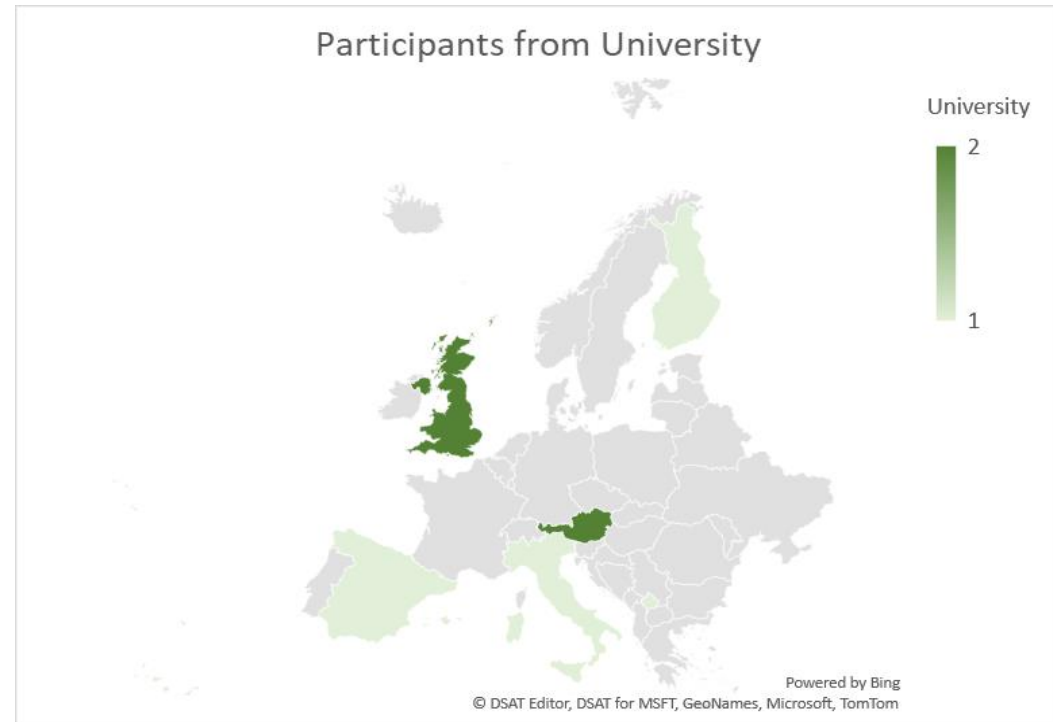 Participants from University
University
2
1
Powered by Bing
© DSAT Editor, DSAT for MSFT, GeoNames, Microsoft, TomTom